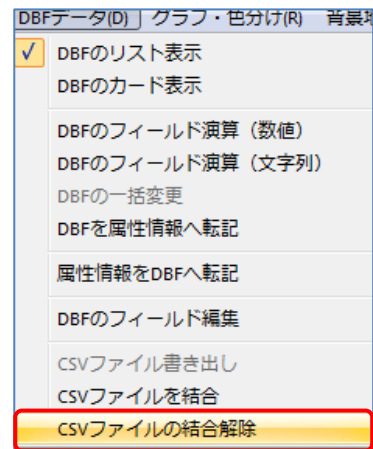 DBFデータ(D) グラフ・色分け(R) 背景
DBFのリスト表示
DBFのカード表示
DBFのフィールド演算（数値）
DBFのフィールド演算（文字列）
DBFの一括変更
DBFを属性情報へ転記
属性情報をDBFへ転記
DBFのフィールド編集
CSVファイル書き出し
CSVファイルを結合
CSVファイルの結合解除